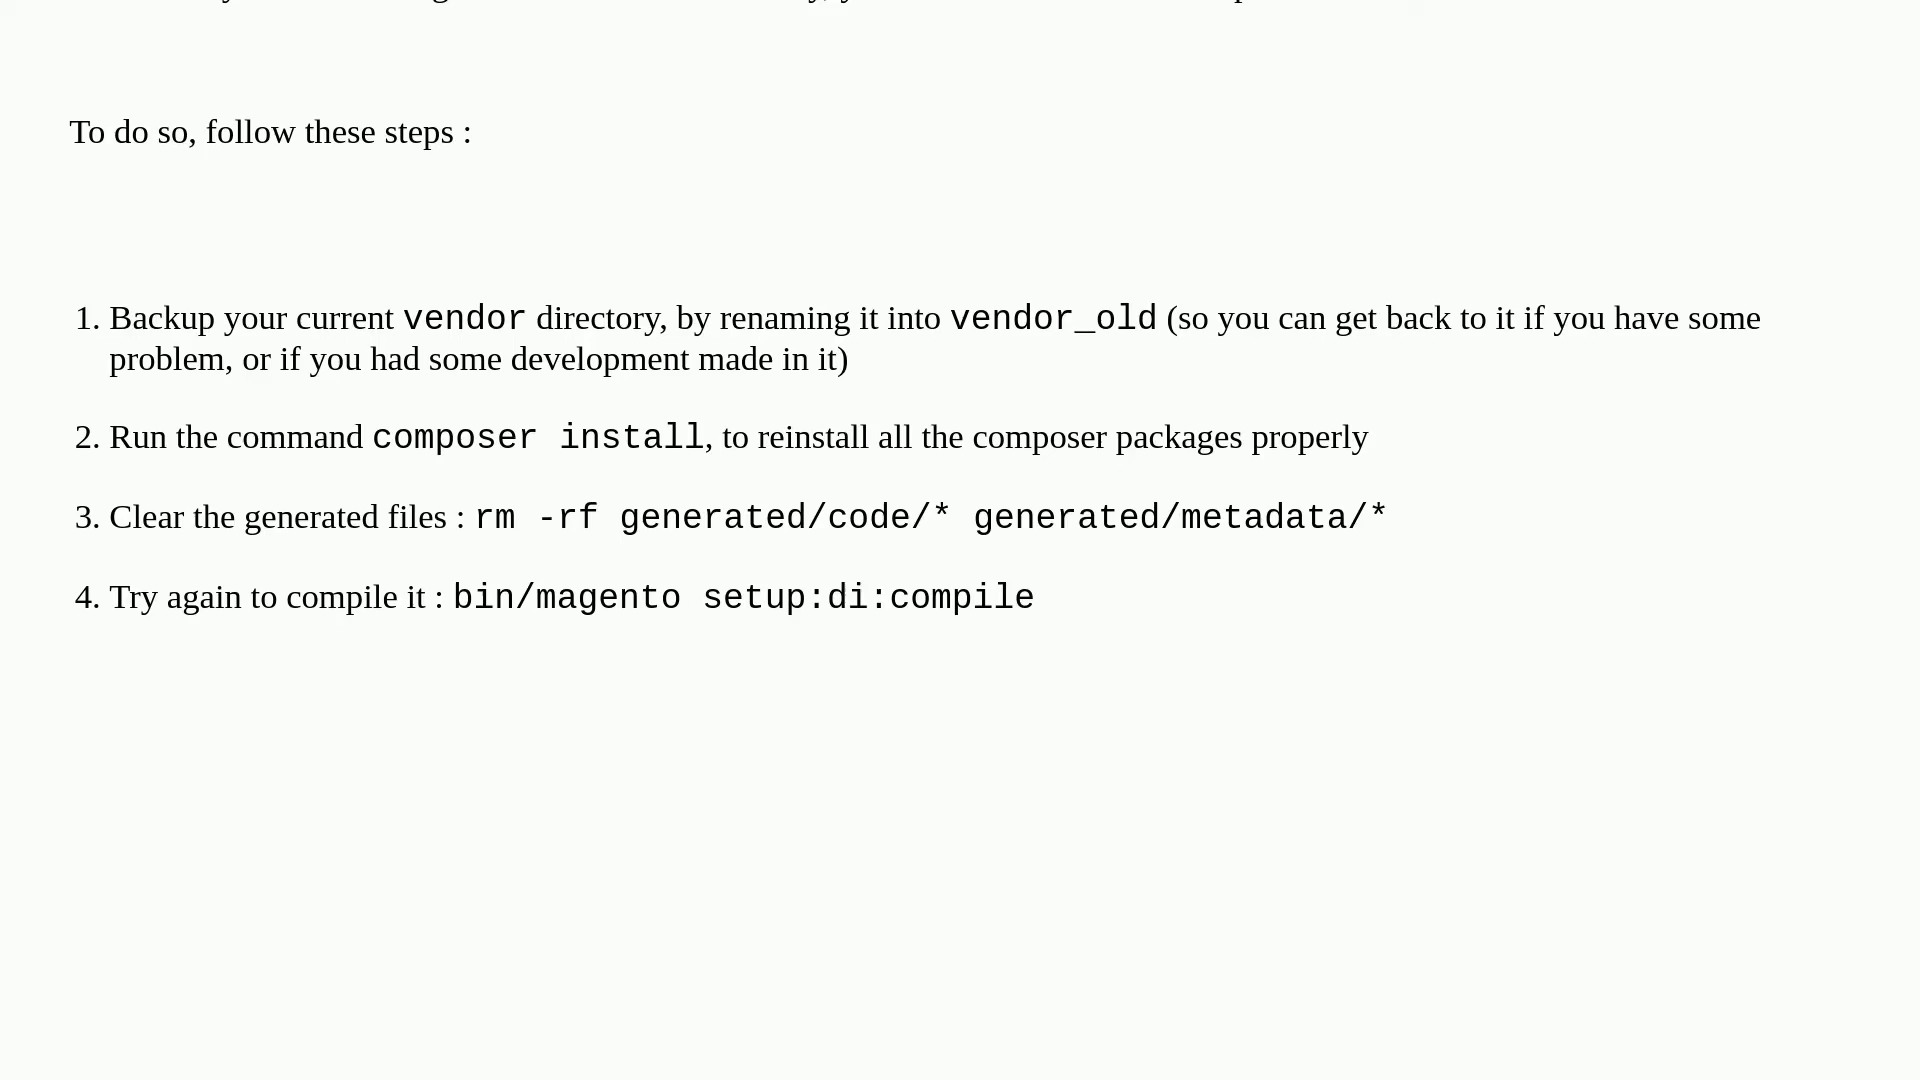 To do so, follow these steps :
1. Backup your current vendor directory, by renaming it into vendor_old (so you can get back to it if you have some
problem, or if you had some development made in it)
2. Run the command composer install, to reinstall all the composer packages properly
3. Clear the generated files : rm -rf generated/code/* generated/metadata/*
4. Try again to compile it : bin/magento setup:di:compile